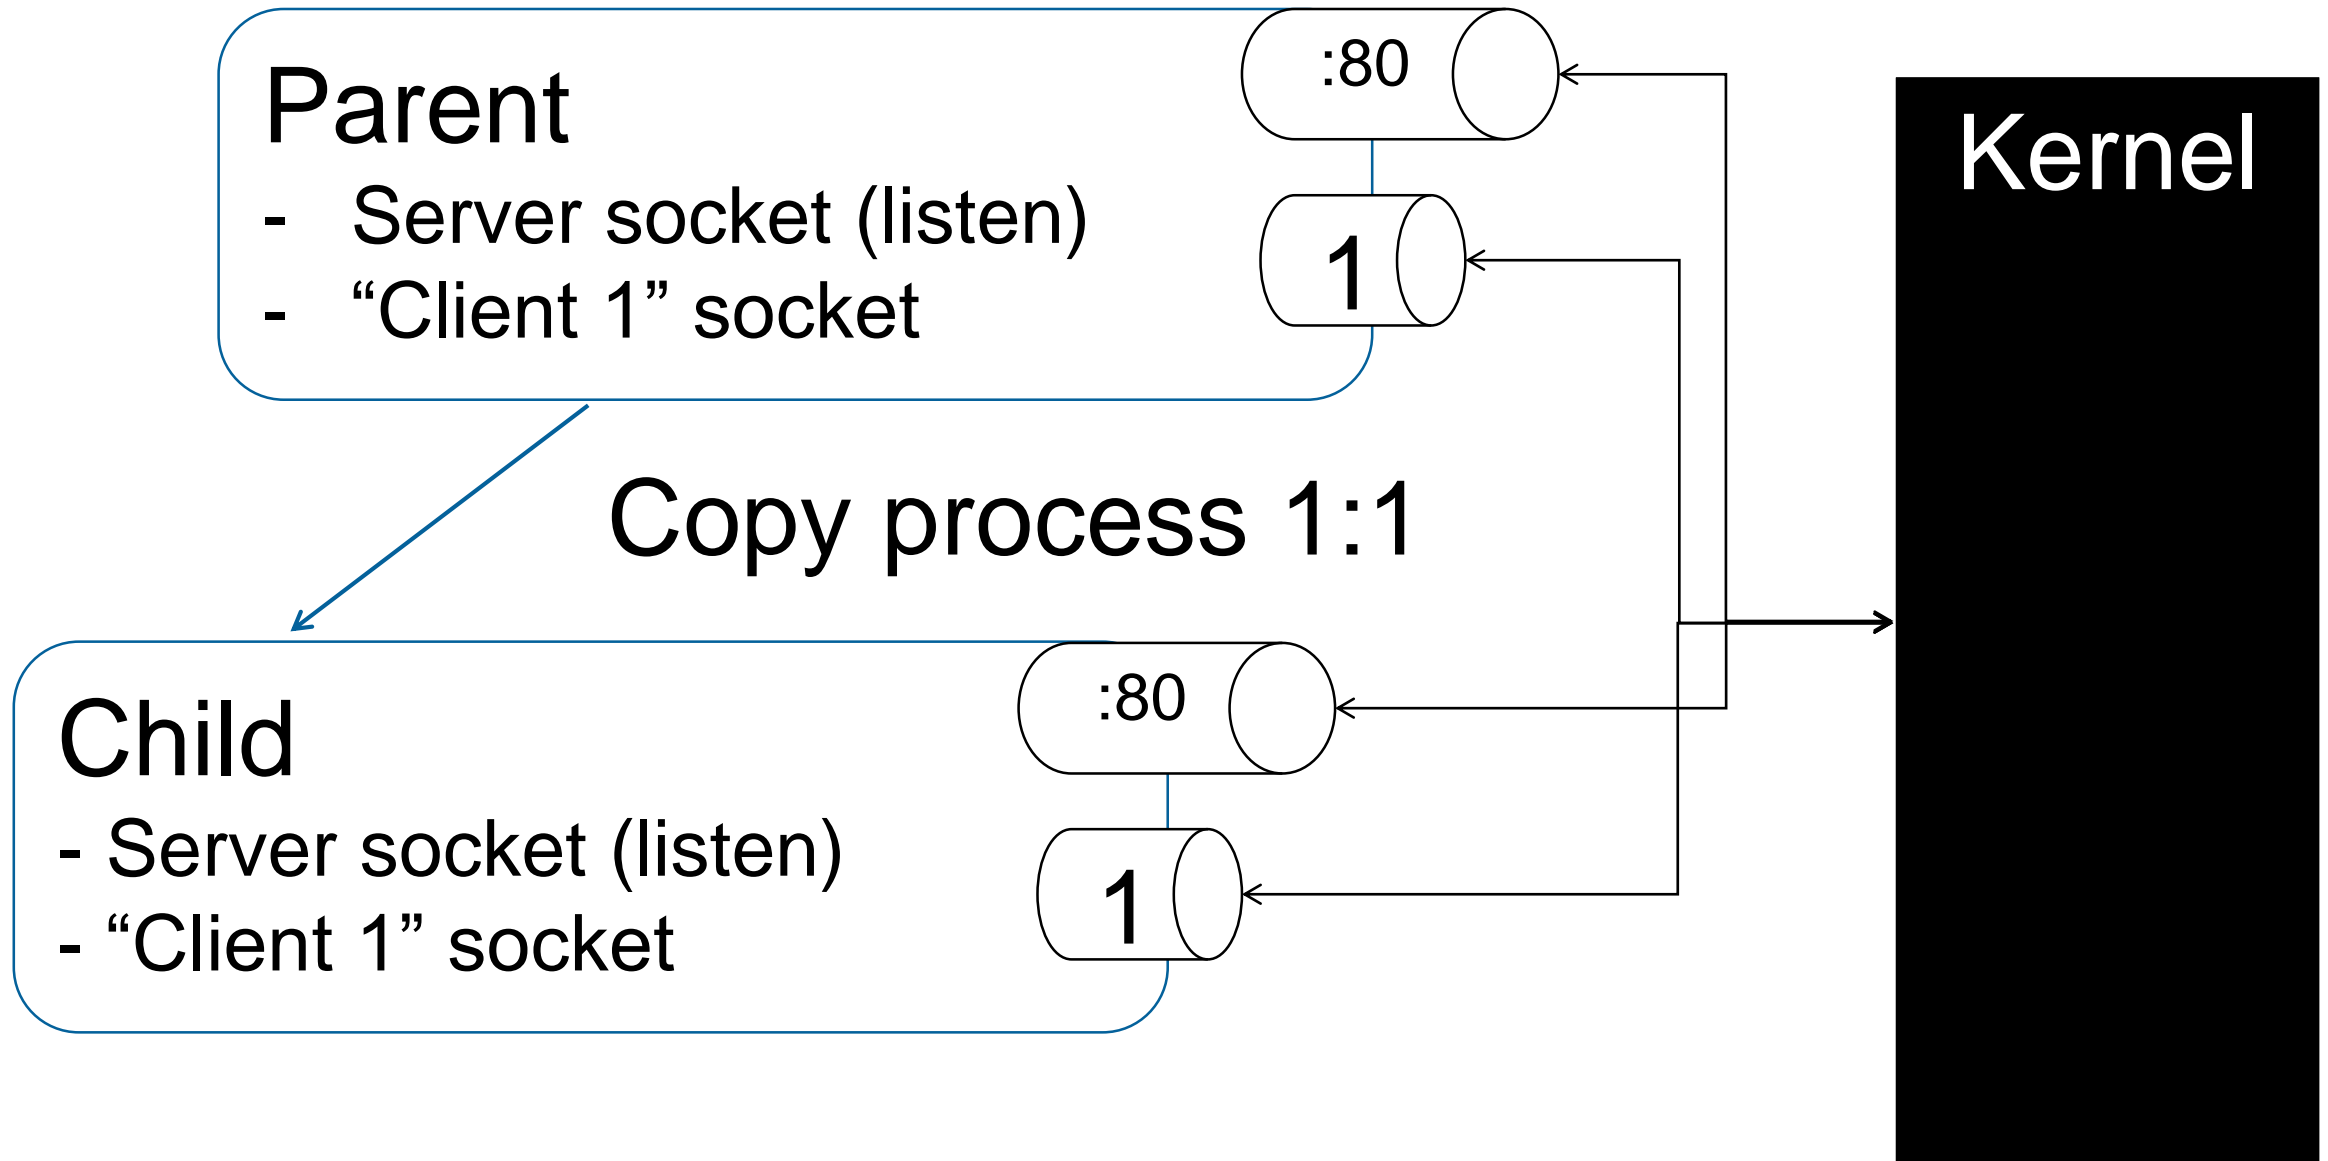 Parent
- Server socket (listen)
- “Client 1” socket
:80
1
Kernel
Copy process 1:1
Child
- Server socket (listen)
- “Client 1” socket
:80
1